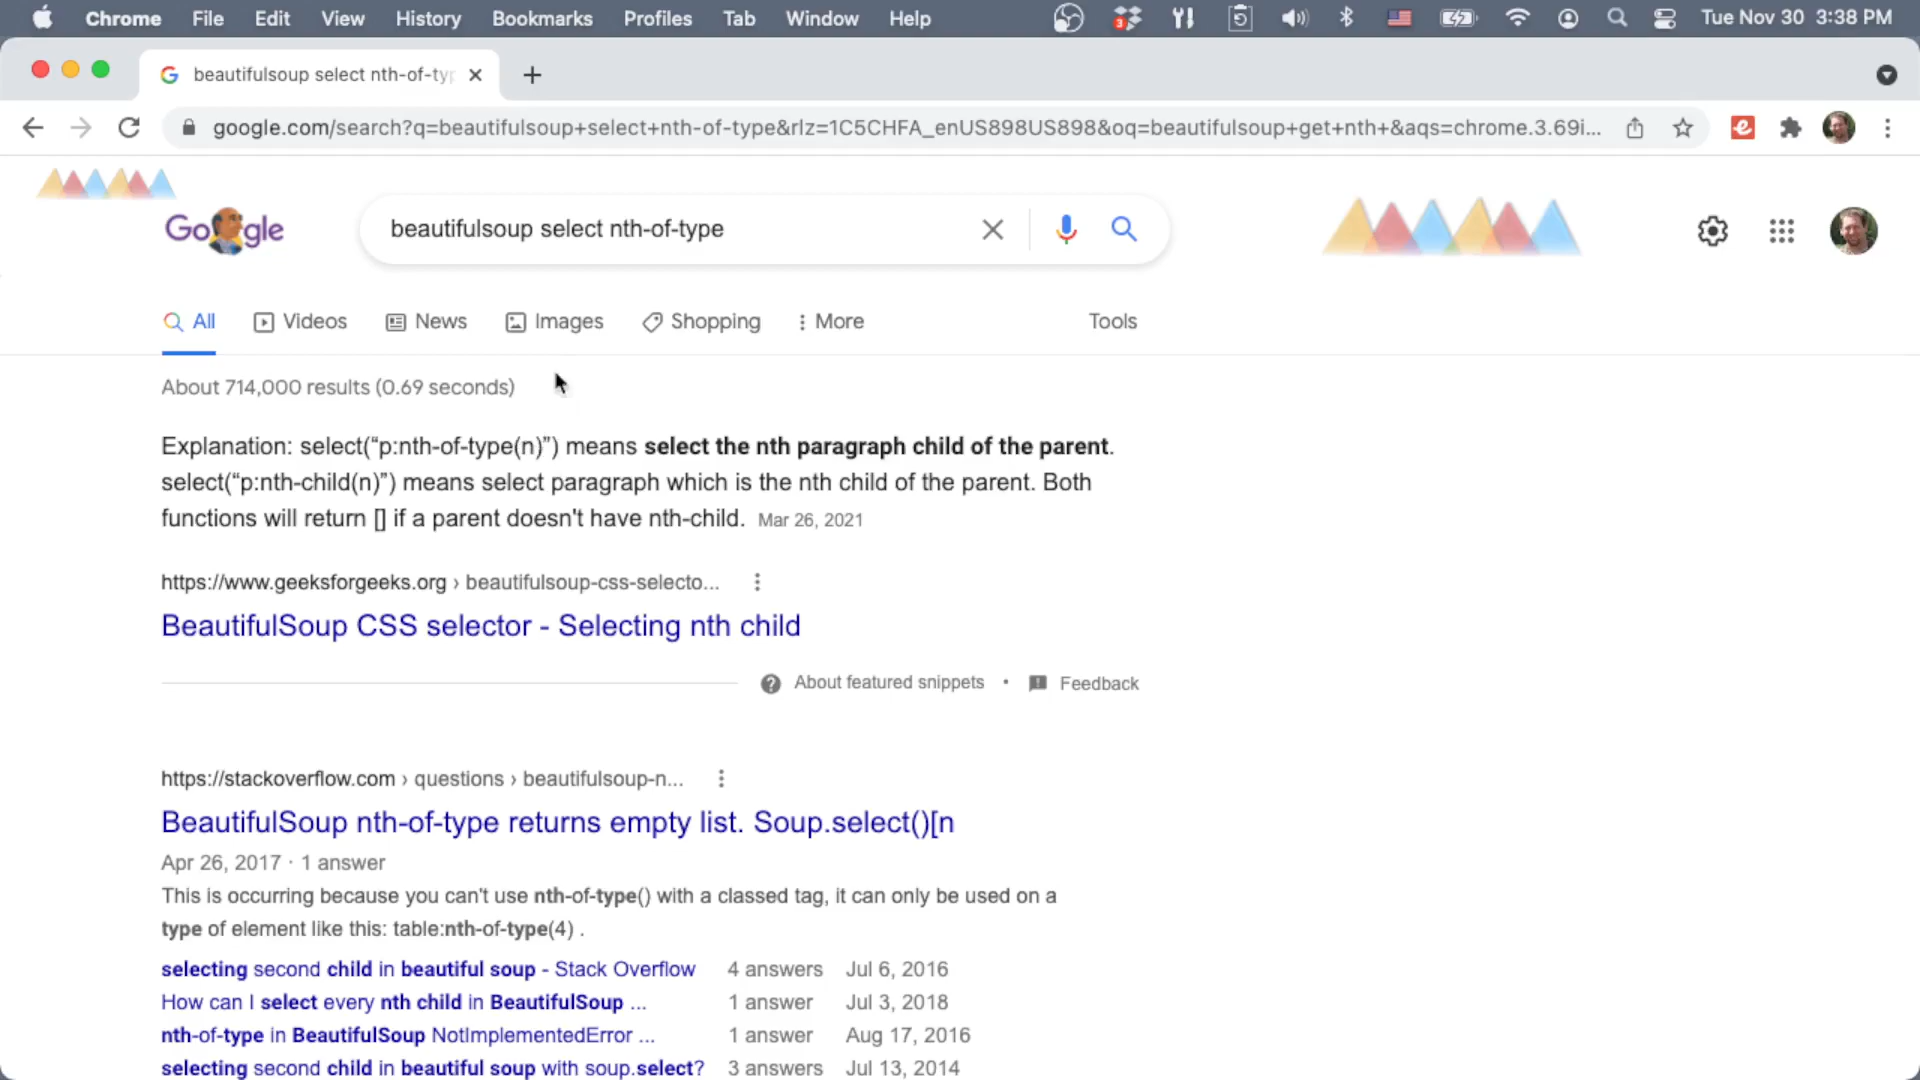 Chrome File Edit View History Bookmarks Profiles Tab Window Help 3 Tue Nov 30 3:38 PM
beautifulsoup select nth-of-typ
google.com/search?q=beautifulsoup+select+nth-of-type&rlz=1C5CHFA_enUS898US898&oq=beautifulsoup+get+nth+&aqs=chrome.3.69i...
Google
beautifulsoup select nth-of-type
All Videos News Images Shopping More Tools
About 714,000 results (0.69 seconds)
Explanation: select(“p:nth-of-type(n)”) means select the nth paragraph child of the parent.
select(“p:nth-child(n)”) means select paragraph which is the nth child of the parent. Both
functions will return [] if a parent doesn't have nth-child. Mar 26, 2021
https://www.geeksforgeeks.org › beautifulsoup-css-selecto...
BeautifulSoup CSS selector - Selecting nth child
About featured snippets • Feedback
https://stackoverflow.com › questions › beautifulsoup-n...
BeautifulSoup nth-of-type returns empty list. Soup.select()[n
Apr 26, 2017 · 1 answer
This is occurring because you can't use nth-of-type() with a classed tag, it can only be used on a
type of element like this: table:nth-of-type(4) .
selecting second child in beautiful soup - Stack Overflow 4 answers Jul 6, 2016
How can I select every nth child in BeautifulSoup ... 1 answer Jul 3, 2018
nth-of-type in BeautifulSoup NotImplementedError ... 1 answer Aug 17, 2016
selecting second child in beautiful soup with soup.select? 3 answers Jul 13, 2014